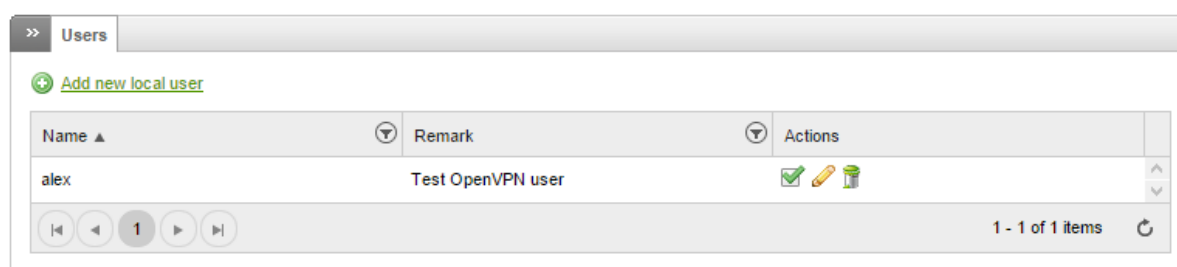 » Users
Add new local user
Name ▲ Remark Actions
alex Test OpenVPN user
1 1 - 1 of 1 items